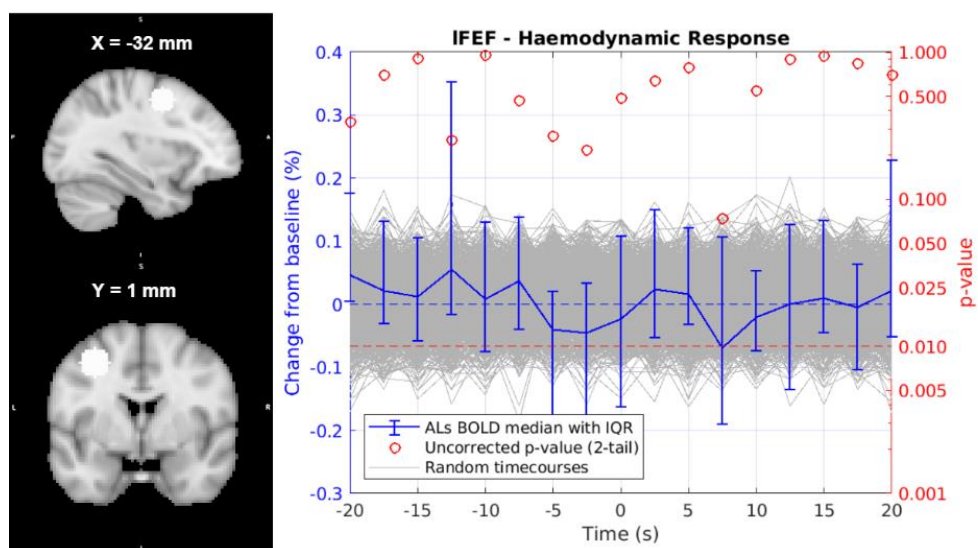 S
X = -32 mm
P
A
I
S
Y = 1 mm
L
R
I
lFEF - Haemodynamic Response
0.4
0.3
0.2
0.1
0
-0.1
-0.2
-0.3
Change from baseline (%)
1.000
0.500
0.100
0.050
0.025
0.010
0.005
0.001
p-value
ALs BOLD median with IQR
Uncorrected p-value (2-tail)
Random timecourses
-20 -15 -10 -5 0 5 10 15 20
Time (s)